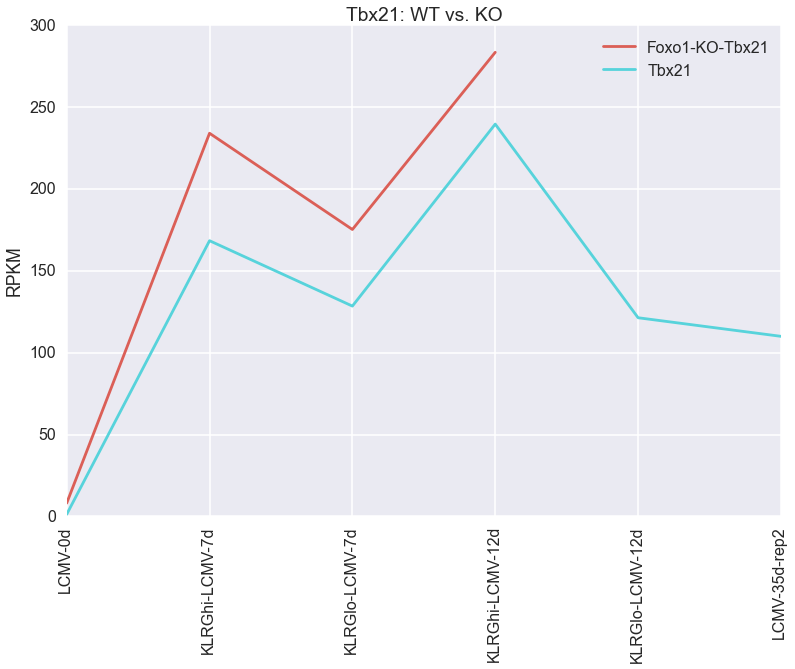 Tbx21: WT vs. KO
Foxo1-KO-Tbx21
Tbx21
300
250
200
150
100
50
0
RPKM
LCMV-0d
KLRGhi-LCMV-7d
KLRGlo-LCMV-7d
KLRGhi-LCMV-12d
KLRGlo-LCMV-12d
LCMV-35d-rep2